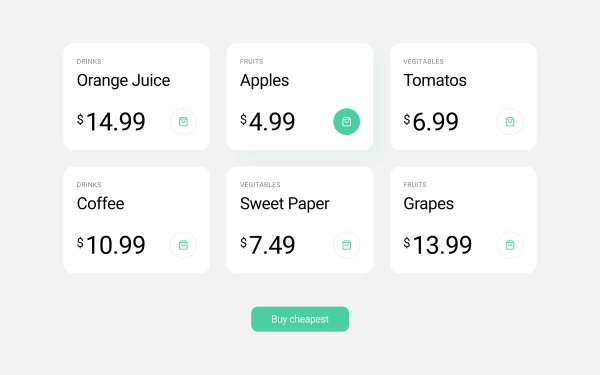 DRINKS
Orange Juice
$14.99
FRUITS
Apples
$4.99
VEGITABLES
Tomatos
$6.99
DRINKS
Coffee
$10.99
VEGITABLES
Sweet Paper
$7.49
FRUITS
Grapes
$13.99
Buy cheapest